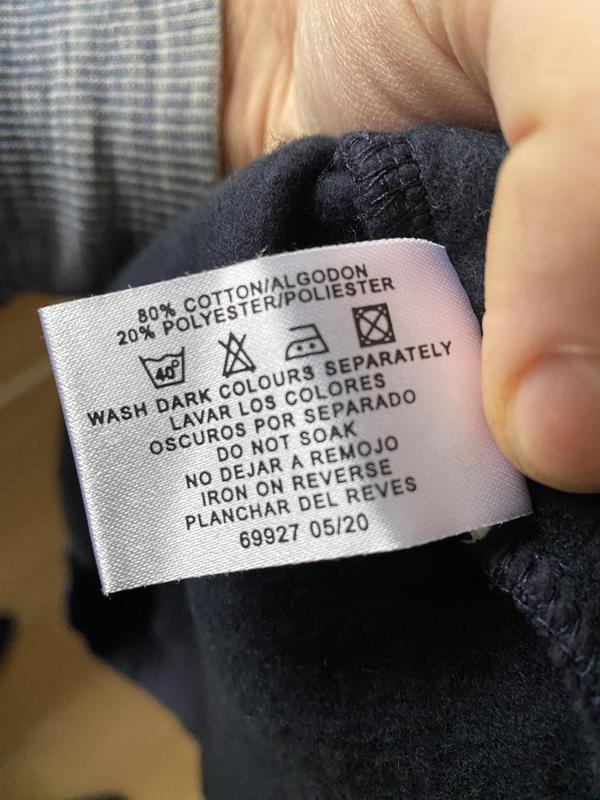 80% COTTON/ALGODON
20% POLYESTER/POLIESTER
40°
WASH DARK COLOURS SEPARATELY
LAVAR LOS COLORES
OSCUROS POR SEPARADO
DO NOT SOAK
NO DEJAR A REMOJO
IRON ON REVERSE
PLANCHAR DEL REVES
69927 05/20